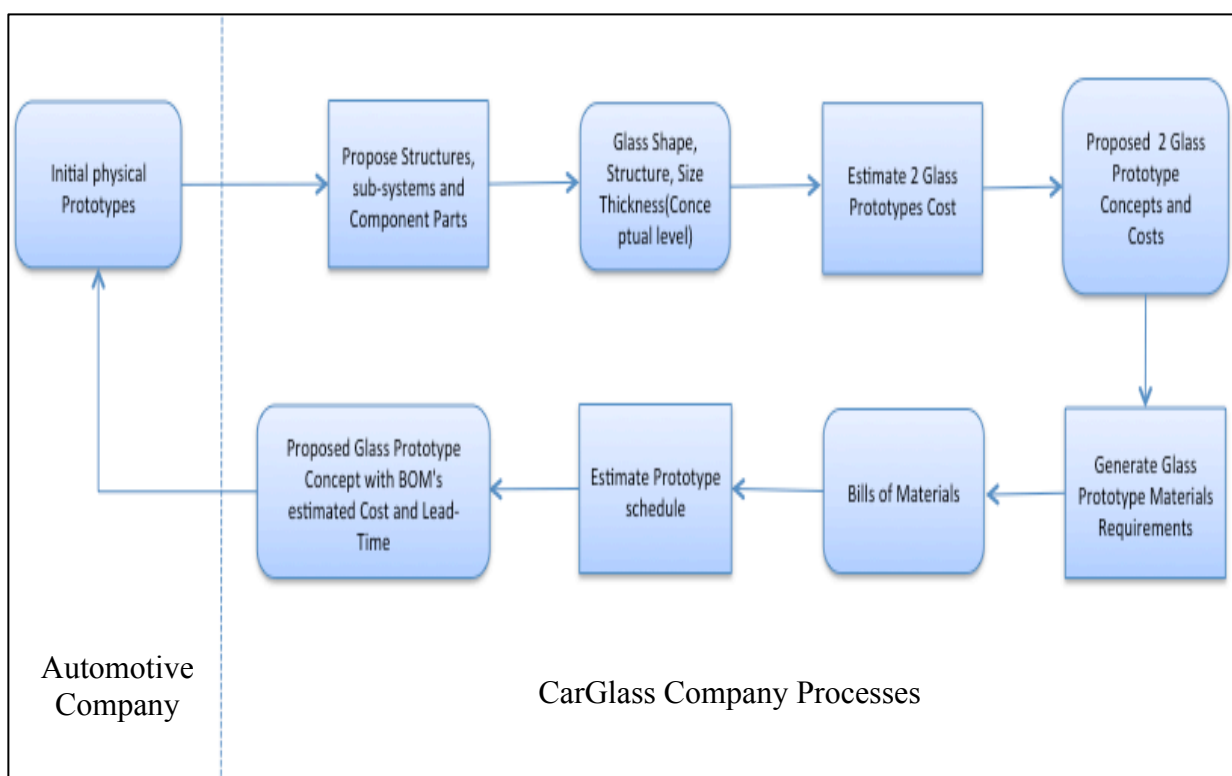 Initial physical
Prototypes
Propose Structures,
sub-systems and
Component Parts
Glass Shape,
Structure, Size
Thickness(Conce
ptual level)
Estimate 2 Glass
Prototypes Cost
Proposed 2 Glass
Prototype
Concepts and
Costs
Proposed Glass Prototype
Concept with BOM's
estimated Cost and Lead-
Time
Estimate Prototype
schedule
Bills of Materials
Generate Glass
Prototype Materials
Requirements
Automotive
Company
CarGlass Company Processes